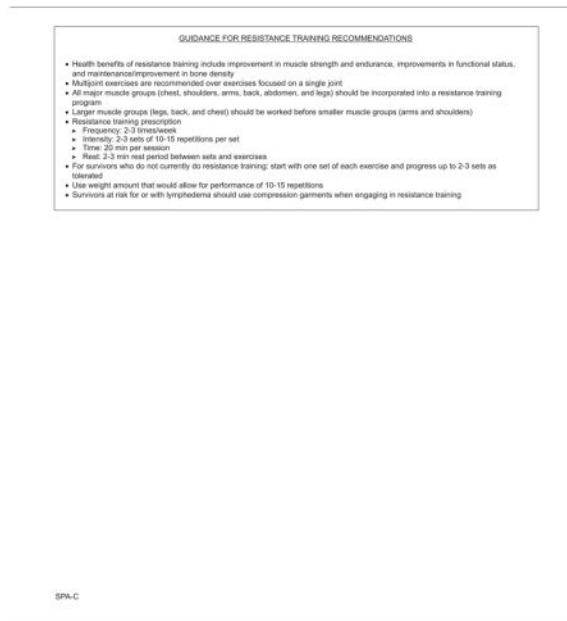 GUIDANCE FOR RESISTANCE TRAINING RECOMMENDATIONS
• Health benefits of resistance training include improvement in muscle strength and endurance, improvements in functional status,
and maintenance/improvement in bone density
• Multijoint exercises are recommended over exercises focused on a single joint
• All major muscle groups (chest, shoulders, arms, back, abdomen, and legs) should be incorporated into a resistance training
program
• Larger muscle groups (legs, back, and chest) should be worked before smaller muscle groups (arms and shoulders)
• Resistance training prescription
▸ Frequency: 2-3 times/week
▸ Intensity: 2-3 sets of 10-15 repetitions per set
▸ Time: 20 min per session
▸ Rest: 2-3 min rest period between sets and exercises
• For survivors who do not currently do resistance training; start with one set of each exercise and progress up to 2-3 sets as
tolerated
• Use weight amount that would allow for performance of 10-15 repetitions
• Survivors at risk for or with lymphedema should use compression garments when engaging in resistance training
SPA-C